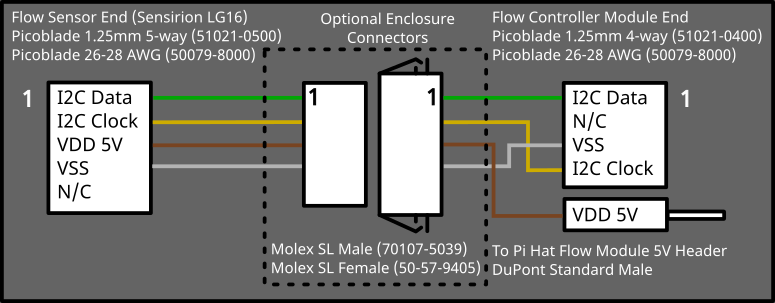 Flow Sensor End (Sensirion LG16)
Picoblade 1.25mm 5-way (51021-0500)
Picoblade 26-28 AWG (50079-8000)
Optional Enclosure
Connectors
Flow Controller Module End
Picoblade 1.25mm 4-way (51021-0400)
Picoblade 26-28 AWG (50079-8000)
1
I2C Data
I2C Clock
VDD 5V
VSS
N/C
1
1
I2C Data
N/C
VSS
I2C Clock
1
VDD 5V
Molex SL Male (70107-5039)
Molex SL Female (50-57-9405)
To Pi Hat Flow Module 5V Header
DuPont Standard Male